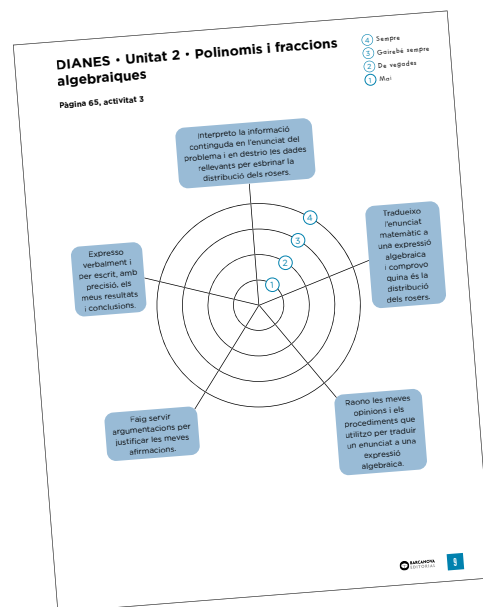 DIANES • Unitat 2 • Polinomis i fraccions
algebraiques
Pàgina 65, activitat 3
4 Sempre
3 Gairebé sempre
2 De vegades
1 Mai
Interpreto la informació
continguda en l'enunciat del
problema i en destrio les dades
rellevants per esbrinar la
distribució dels rosers.
Tradueixo
l'enunciat
matemàtic a
una expressió
algebraica
i comprovo
quina és la
distribució
dels rosers.
Expresso
verbalment i
per escrit, amb
precisió, els
meus resultats
i conclusions.
4
3
2
1
Raono les meves
opinions i els
procediments que
utilitzo per traduir
un enunciat a una
expressió
algebraica.
Faig servir
argumentacions per
justificar les meves
afirmacions.
BARCANOVA
EDITORIAL
9